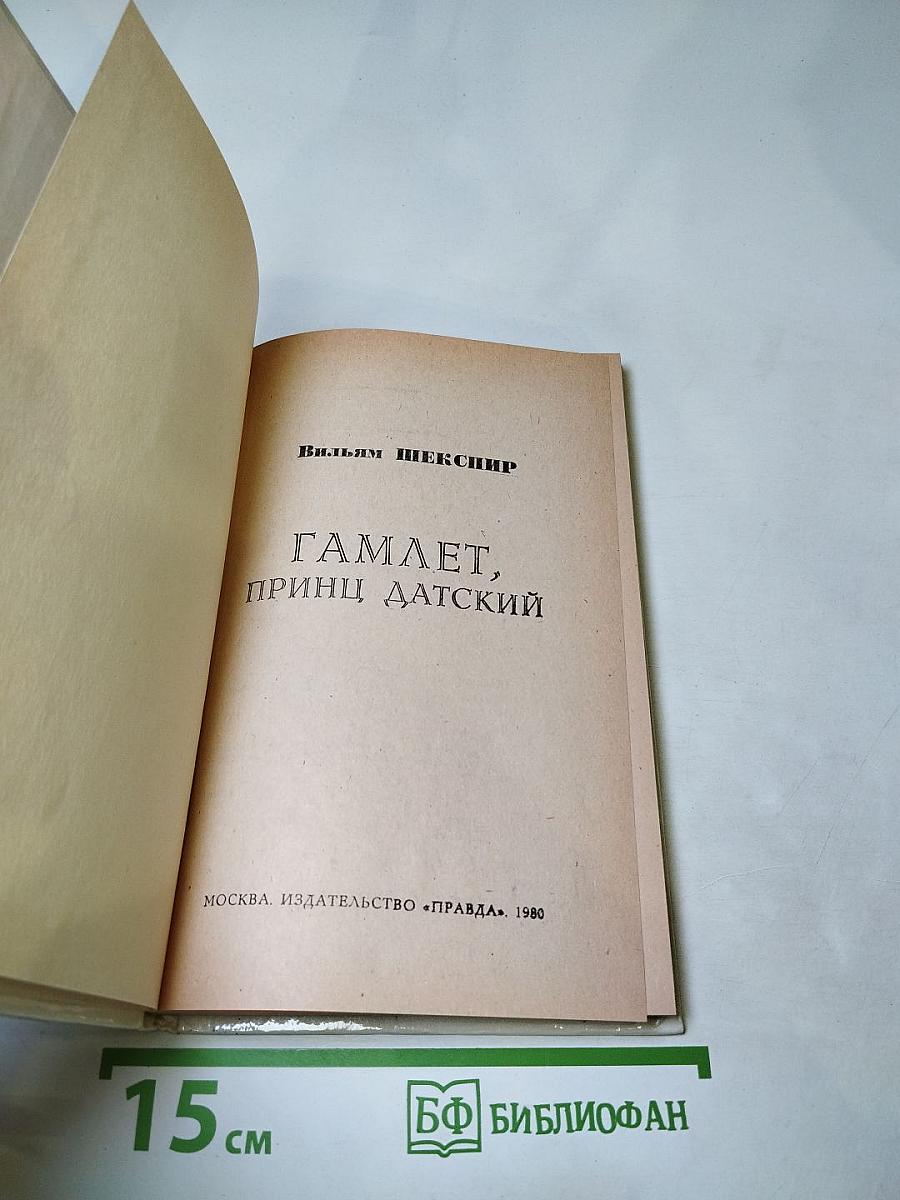 Вильям ШЕКСПИР
ГАМЛЕТ,
ПРИНЦ ДАТСКИЙ
МОСКВА. ИЗДАТЕЛЬСТВО «ПРАВДА». 1980
15 см
БФ БИБЛИОФАН